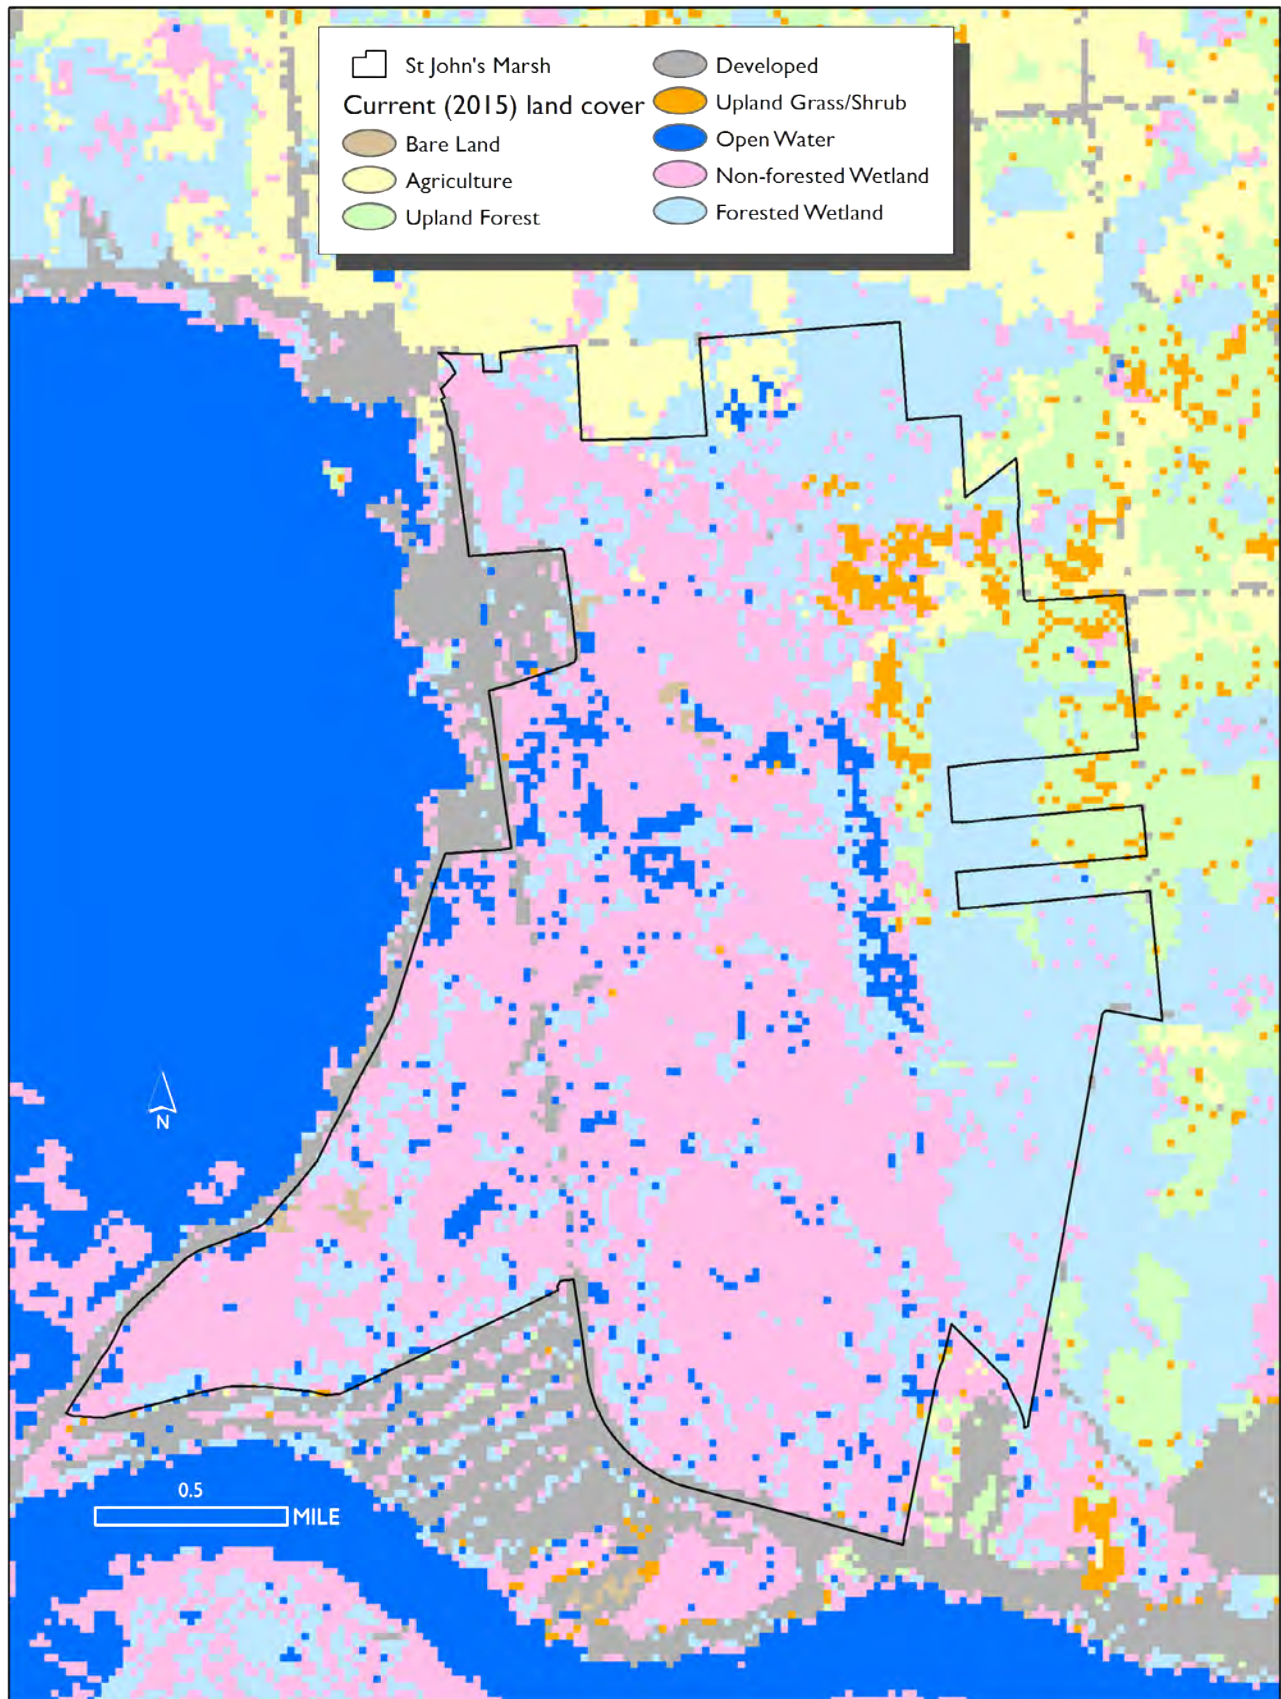 St John's Marsh
Current (2015) land cover
Bare Land
Agriculture
Upland Forest
Developed
Upland Grass/Shrub
Open Water
Non-forested Wetland
Forested Wetland
N
0.5
MILE